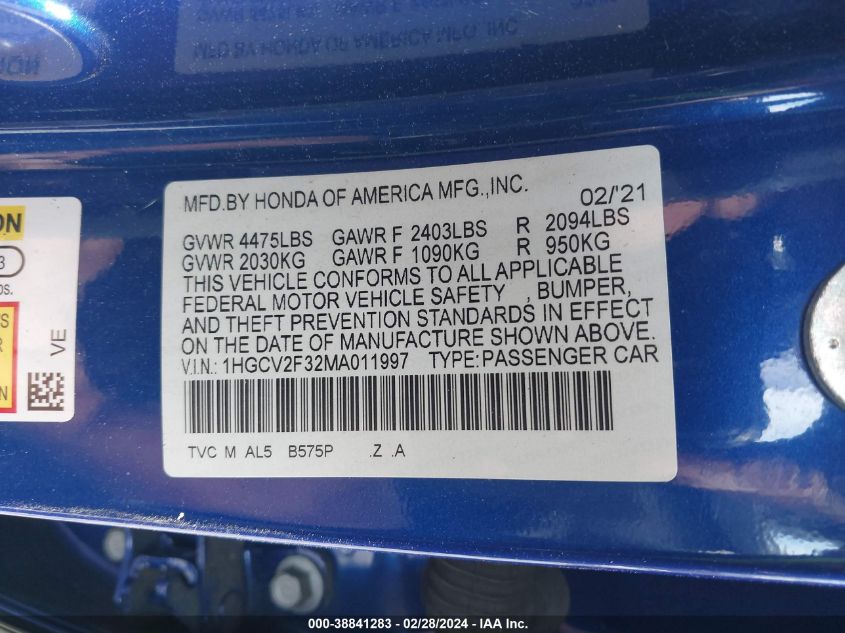 MFD.BY HONDA OF AMERICA MFG.,INC. 02/'21
GVWR 4475LBS GAWR F 2403LBS R 2094LBS
GVWR 2030KG GAWR F 1090KG R 950KG
THIS VEHICLE CONFORMS TO ALL APPLICABLE
FEDERAL MOTOR VEHICLE SAFETY , BUMPER,
AND THEFT PREVENTION STANDARDS IN EFFECT
ON THE DATE OF MANUFACTURE SHOWN ABOVE.
V.I.N.: 1HGCV2F32MA011997 TYPE:PASSENGER CAR
TVC M AL5 B575P .Z .A
VE
000-38841283 - 02/28/2024 - IAA Inc.